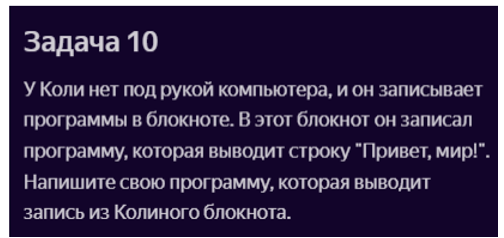 Задача 10
У Коли нет под рукой компьютера, и он записывает
программы в блокноте. В этот блокнот он записал
программу, которая выводит строку "Привет, мир!".
Напишите свою программу, которая выводит
запись из Колиного блокнота.